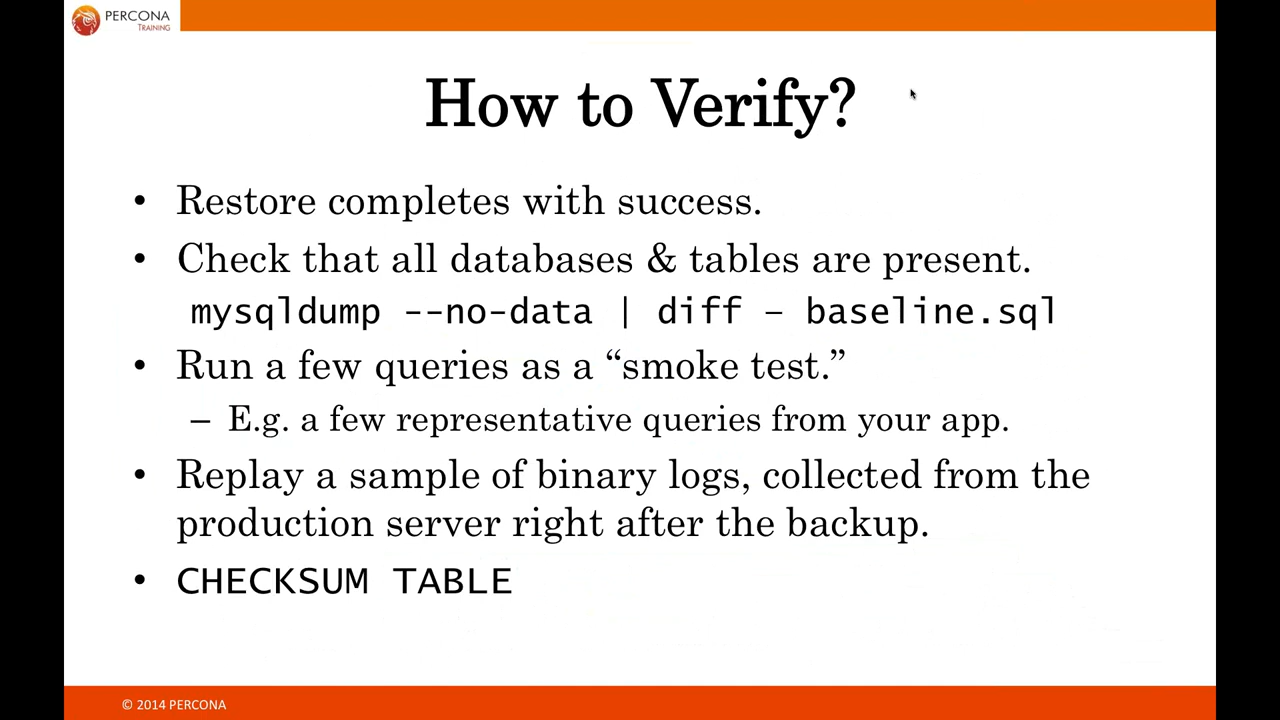 PERCONA
TRAINING
How to Verify?
• Restore completes with success.
• Check that all databases & tables are present.
mysqldump --no-data | diff – baseline.sql
• Run a few queries as a “smoke test.”
– E.g. a few representative queries from your app.
• Replay a sample of binary logs, collected from the
production server right after the backup.
• CHECKSUM TABLE
© 2014 PERCONA